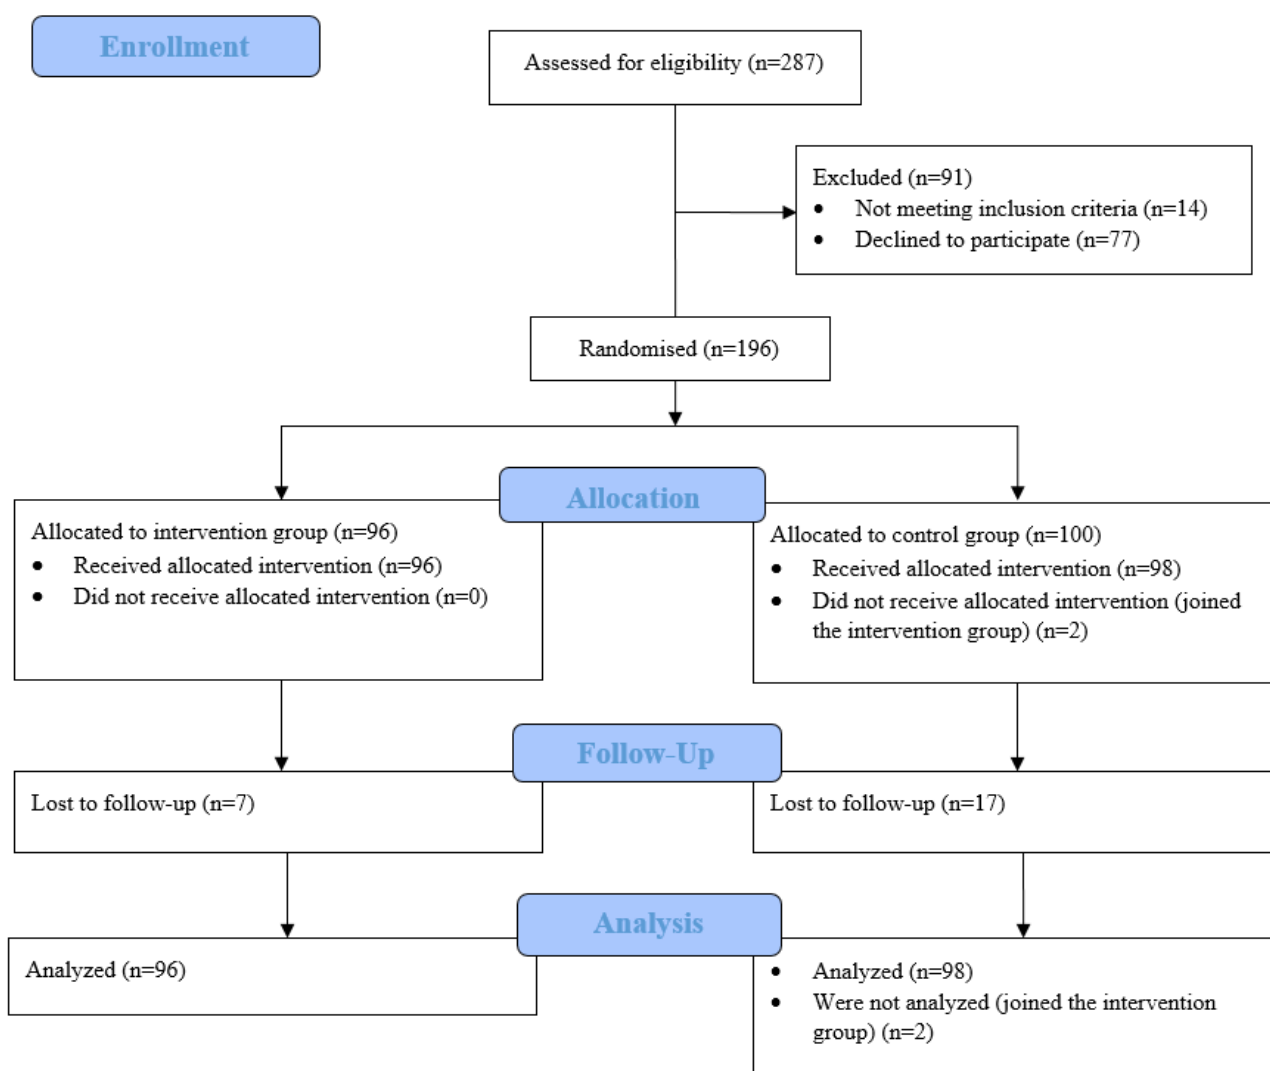 Enrollment
Assessed for eligibility (n=287)
Excluded (n=91)
• Not meeting inclusion criteria (n=14)
• Declined to participate (n=77)
Randomised (n=196)
Allocation
Allocated to intervention group (n=96)
• Received allocated intervention (n=96)
• Did not receive allocated intervention (n=0)
Allocated to control group (n=100)
• Received allocated intervention (n=98)
• Did not receive allocated intervention (joined
the intervention group) (n=2)
Follow-Up
Lost to follow-up (n=7)
Lost to follow-up (n=17)
Analysis
Analyzed (n=96)
• Analyzed (n=98)
• Were not analyzed (joined the intervention
group) (n=2)